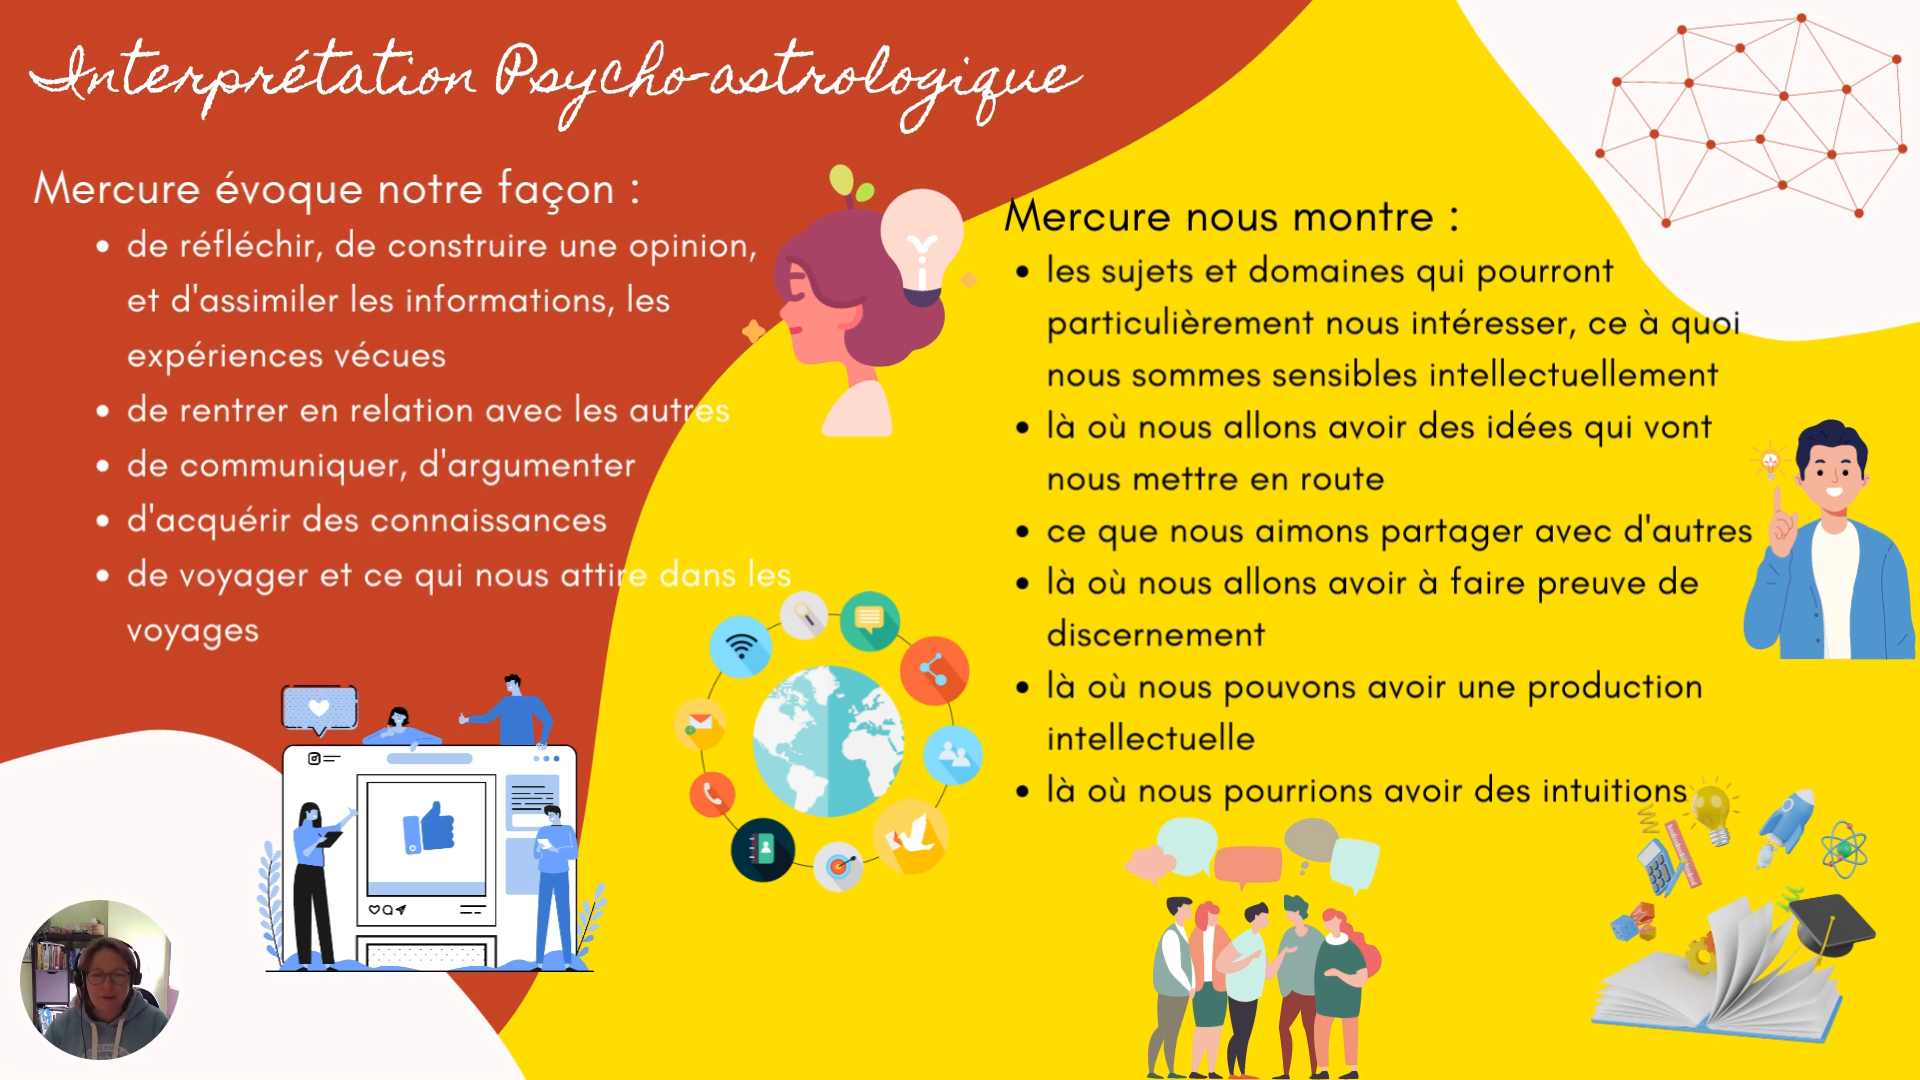 Interprétation Psycho-astrologique
Mercure évoque notre façon :
• de réfléchir, de construire une opinion,
et d'assimiler les informations, les
expériences vécues
• de rentrer en relation avec les autres
• de communiquer, d'argumenter
• d'acquérir des connaissances
• de voyager et ce qui nous attire dans les
voyages
Mercure nous montre :
• les sujets et domaines qui pourront
particulièrement nous intéresser, ce à quoi
nous sommes sensibles intellectuellement
• là où nous allons avoir des idées qui vont
nous mettre en route
• ce que nous aimons partager avec d'autres
• là où nous allons avoir à faire preuve de
discernement
• là où nous pouvons avoir une production
intellectuelle
• là où nous pourrions avoir des intuitions